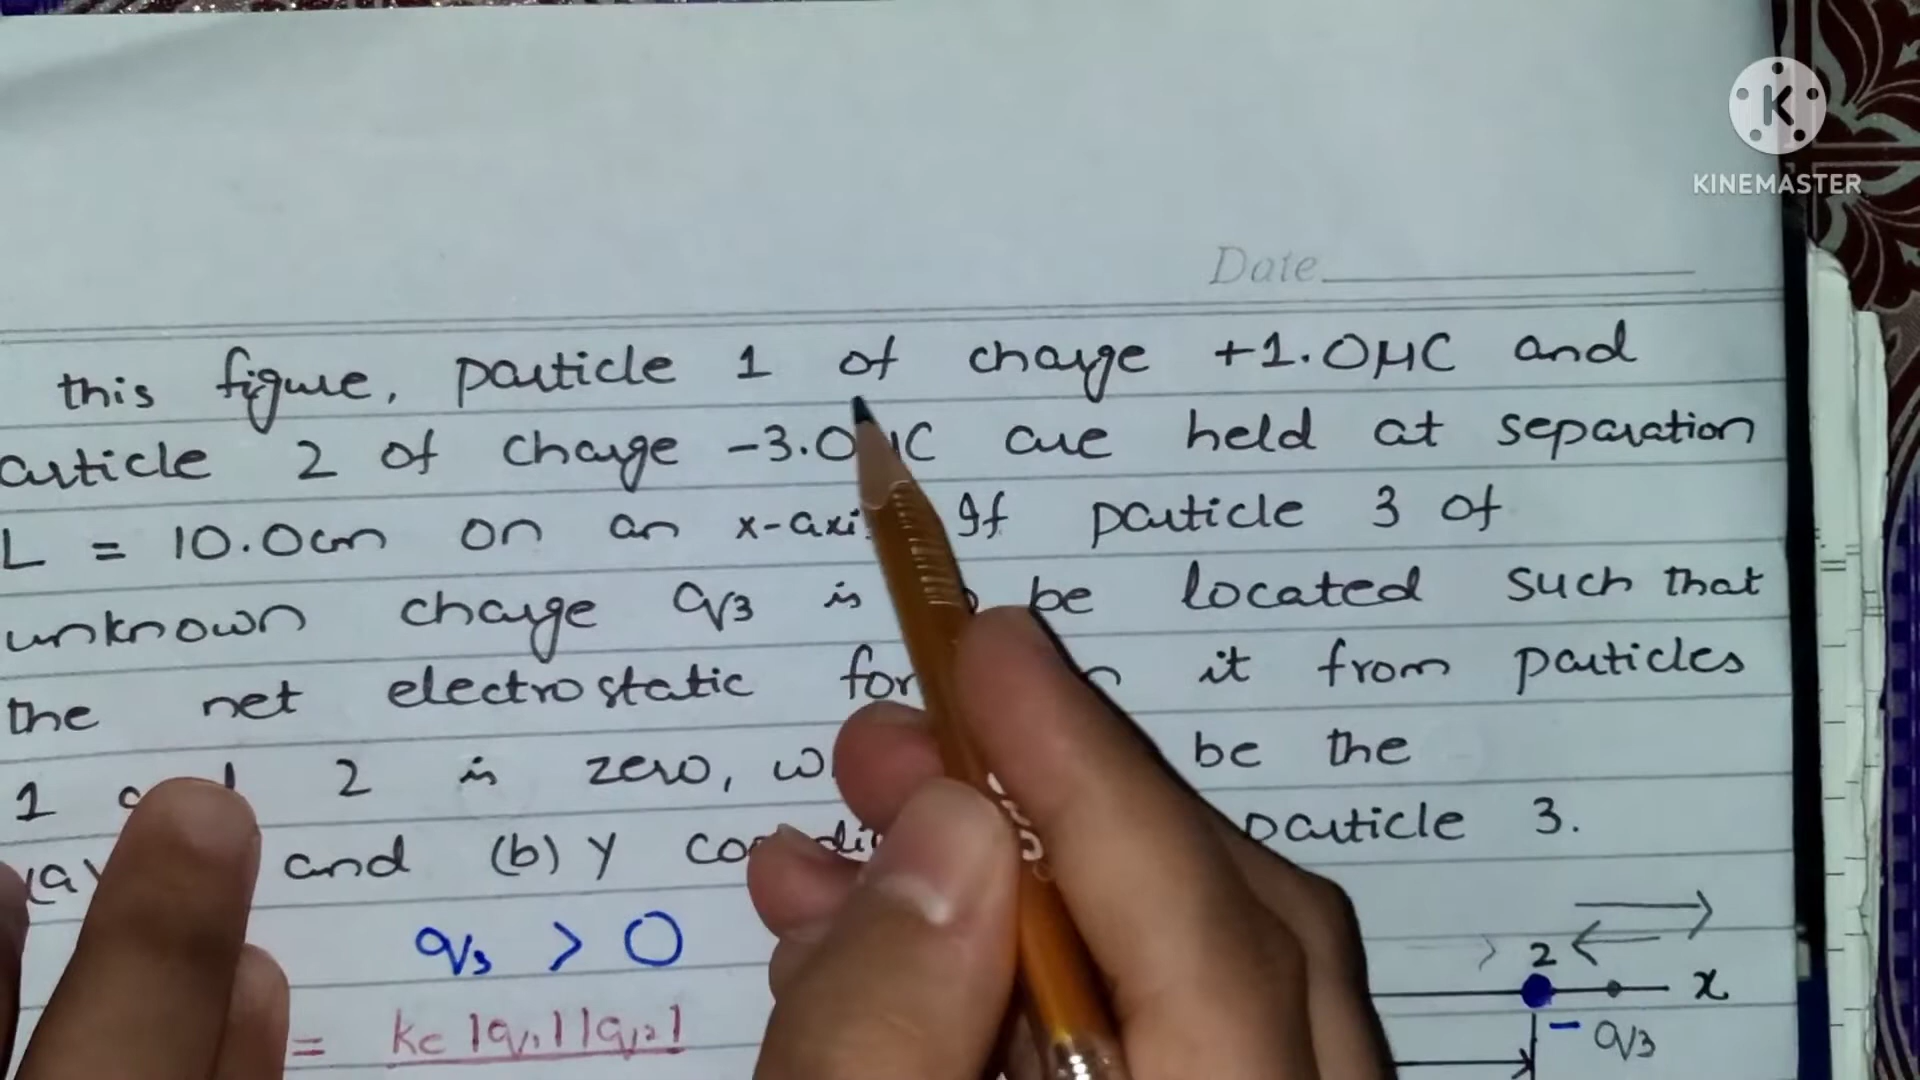 K
KINEMASTER
Date
this figure, particle 1 of charge +1.0μC and
article 2 of charge -3.0μC are held at separation
L = 10.0cm on an x-axis If particle 3 of
unknown charge q3 is be located such that
the net electrostatic it from particles
1 2 is zero, be the
(a) and (b) y particle 3.
q3 > 0
2
x
= k |q1||q2|
- q3